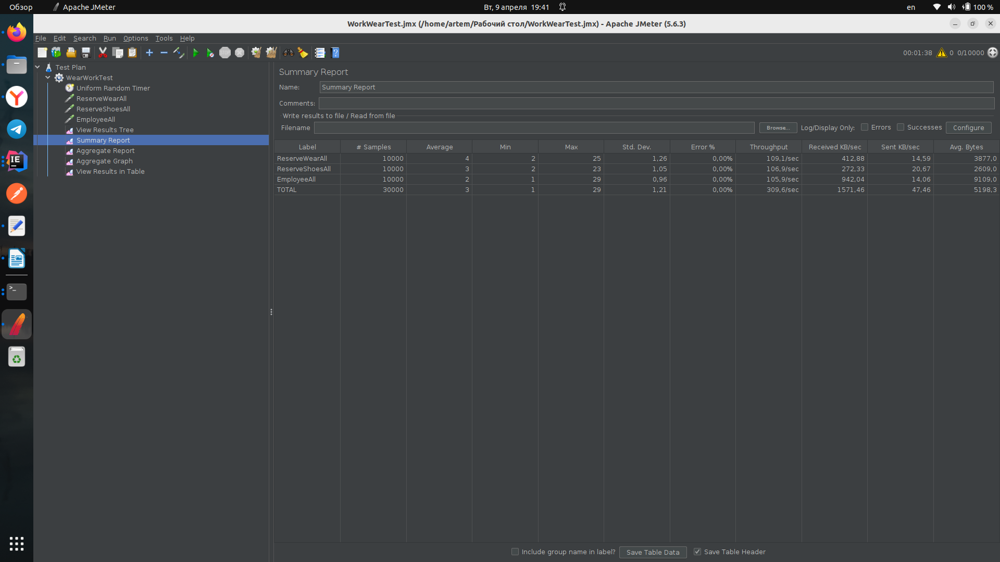 Обзор Apache JMeter Вт, 9 апреля 19:41 en 100 %
WorkWearTest.jmx (/home/artem/Рабочий стол/WorkWearTest.jmx) - Apache JMeter (5.6.3)
File Edit Search Run Options Tools Help
00:01:38 0 0/10000
Test Plan
WearWorkTest
Uniform Random Timer
ReserveWearAll
ReserveShoesAll
EmployeeAll
View Results Tree
Summary Report
Aggregate Report
Aggregate Graph
View Results in Table
Summary Report
Name: Summary Report
Comments:
Write results to file / Read from file
Filename Browse... Log/Display Only: Errors Successes Configure
Label # Samples Average Min Max Std. Dev. Error % Throughput Received KB/sec Sent KB/sec Avg. Bytes
ReserveWearAll 10000 4 2 25 1,26 0,00% 109,1/sec 412,88 14,59 3877,0
ReserveShoesAll 10000 3 2 23 1,05 0,00% 106,9/sec 272,33 20,67 2609,0
EmployeeAll 10000 2 1 29 0,96 0,00% 105,9/sec 942,04 14,06 9109,0
TOTAL 30000 3 1 29 1,21 0,00% 309,6/sec 1571,46 47,46 5198,3
Include group name in label? Save Table Data Save Table Header